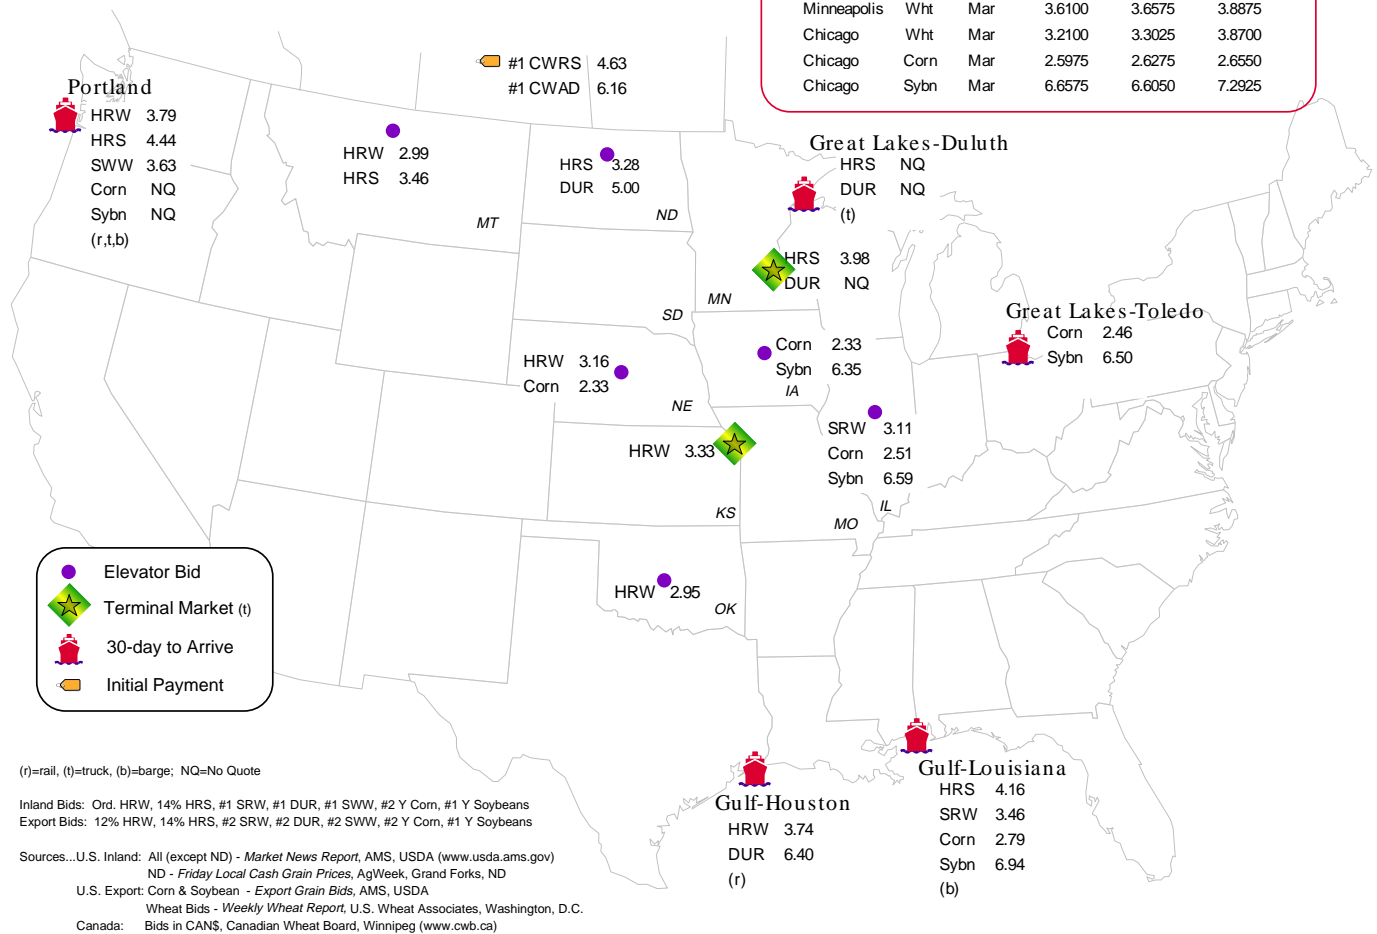 Minneapolis Wht Mar 3.6100 3.6575 3.8875
Chicago Wht Mar 3.2100 3.3025 3.8700
Chicago Corn Mar 2.5975 2.6275 2.6550
Chicago Sybn Mar 6.6575 6.6050 7.2925
#1 CWRS 4.63
#1 CWAD 6.16
Portland
HRW 3.79
HRS 4.44
SWW 3.63
Corn NQ
Sybn NQ
(r,t,b)
HRW 2.99
HRS 3.46
MT
HRS 3.28
DUR 5.00
ND
Great Lakes-Duluth
HRS NQ
DUR NQ
(t)
HRS 3.98
DUR NQ
MN
SD
Great Lakes-Toledo
Corn 2.46
Sybn 6.50
HRW 3.16
Corn 2.33
NE
Corn 2.33
Sybn 6.35
IA
SRW 3.11
Corn 2.51
Sybn 6.59
IL
HRW 3.33
KS
MO
HRW 2.95
OK
Elevator Bid
Terminal Market (t)
30-day to Arrive
Initial Payment
Gulf-Louisiana
HRS 4.16
SRW 3.46
Corn 2.79
Sybn 6.94
(b)
Gulf-Houston
HRW 3.74
DUR 6.40
(r)
(r)=rail, (t)=truck, (b)=barge; NQ=No Quote
Inland Bids: Ord. HRW, 14% HRS, #1 SRW, #1 DUR, #1 SWW, #2 Y Corn, #1 Y Soybeans
Export Bids: 12% HRW, 14% HRS, #2 SRW, #2 DUR, #2 SWW, #2 Y Corn, #1 Y Soybeans
Sources...U.S. Inland: All (except ND) - Market News Report, AMS, USDA (www.usda.ams.gov)
ND - Friday Local Cash Grain Prices, AgWeek, Grand Forks, ND
U.S. Export: Corn & Soybean - Export Grain Bids, AMS, USDA
Wheat Bids - Weekly Wheat Report, U.S. Wheat Associates, Washington, D.C.
Canada: Bids in CAN$, Canadian Wheat Board, Winnipeg (www.cwb.ca)